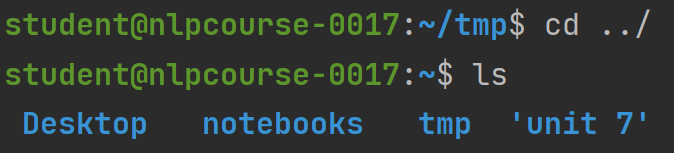 student@nlpcourse-0017:~/tmp$ cd ../
student@nlpcourse-0017:~$ ls
Desktop notebooks tmp 'unit 7'